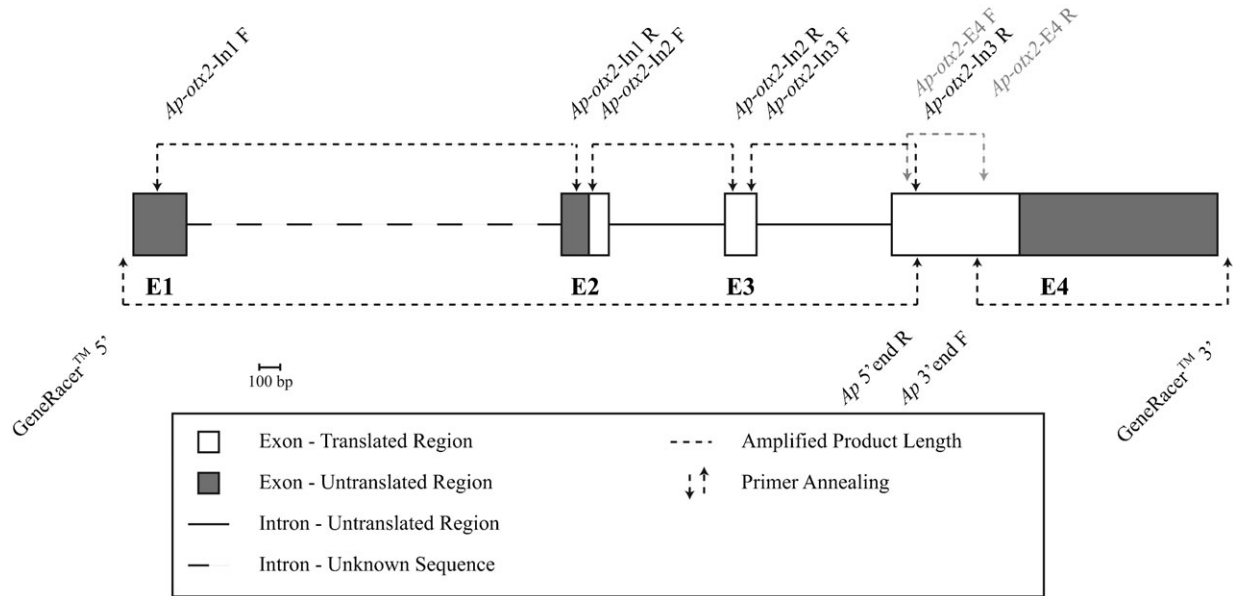 Ap-otx2-In1 F
Ap-otx2-In1 R
Ap-otx2-In2 F
Ap-otx2-In2 R
Ap-otx2-In3 F
Ap-otx2-E4 F
Ap-otx2-In3 R
Ap-otx2-E4 R
E1
E2
E3
E4
GeneRacer™ 5’
100 bp
Ap 5’end R
Ap 3’end F
GeneRacer™ 3’
Exon - Translated Region
Exon - Untranslated Region
Intron - Untranslated Region
Intron - Unknown Sequence
Amplified Product Length
Primer Annealing